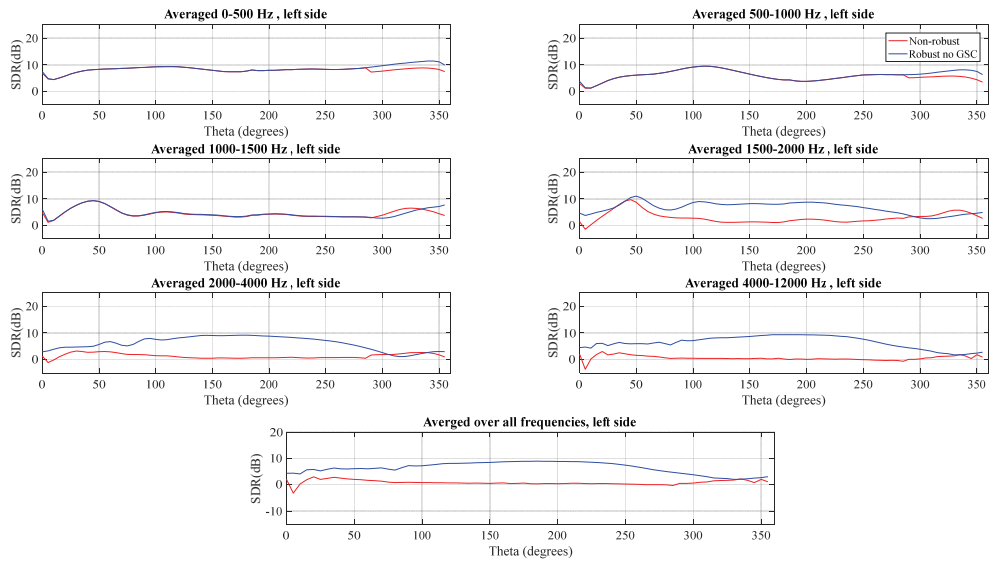 Averaged 0-500 Hz , left side
SDR(dB)
20
10
0
0 50 100 150 200 250 300 350
Theta (degrees)
Averaged 500-1000 Hz , left side
SDR(dB)
20
10
0
Non-robust
Robust no GSC
0 50 100 150 200 250 300 350
Theta (degrees)
Averaged 1000-1500 Hz , left side
SDR(dB)
20
10
0
0 50 100 150 200 250 300 350
Theta (degrees)
Averaged 1500-2000 Hz , left side
SDR(dB)
20
10
0
0 50 100 150 200 250 300 350
Theta (degrees)
Averaged 2000-4000 Hz , left side
SDR(dB)
20
10
0
0 50 100 150 200 250 300 350
Theta (degrees)
Averaged 4000-12000 Hz , left side
SDR(dB)
20
10
0
0 50 100 150 200 250 300 350
Theta (degrees)
Averged over all frequencies, left side
SDR(dB)
20
10
0
-10
0 50 100 150 200 250 300 350
Theta (degrees)